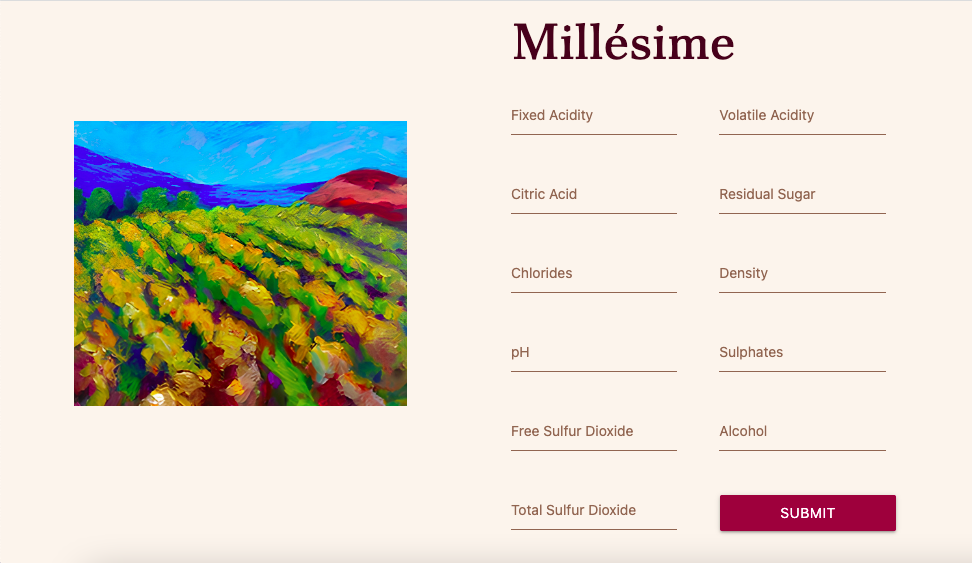 Millésime
Fixed Acidity
Volatile Acidity
Citric Acid
Residual Sugar
Chlorides
Density
pH
Sulphates
Free Sulfur Dioxide
Alcohol
Total Sulfur Dioxide
SUBMIT